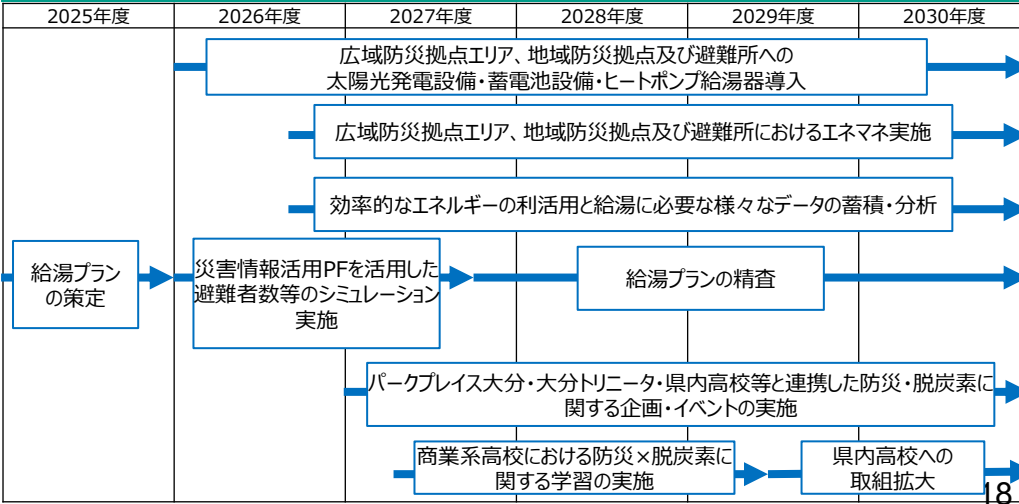 2025年度 2026年度 2027年度 2028年度 2029年度 2030年度
広域防災拠点エリア、地域防災拠点及び避難所への
太陽光発電設備・蓄電池設備・ヒートポンプ給湯器導入
広域防災拠点エリア、地域防災拠点及び避難所におけるエネマネ実施
効率的なエネルギーの利活用と給湯に必要な様々なデータの蓄積・分析
給湯プラン
の策定
災害情報活用PFを活用した
避難者数等のシミュレーション
実施
給湯プランの精査
パークプレイス大分・大分トリニータ・県内高校等と連携した防災・脱炭素に
関する企画・イベントの実施
商業系高校における防災×脱炭素に
関する学習の実施
県内高校への
取組拡大
18